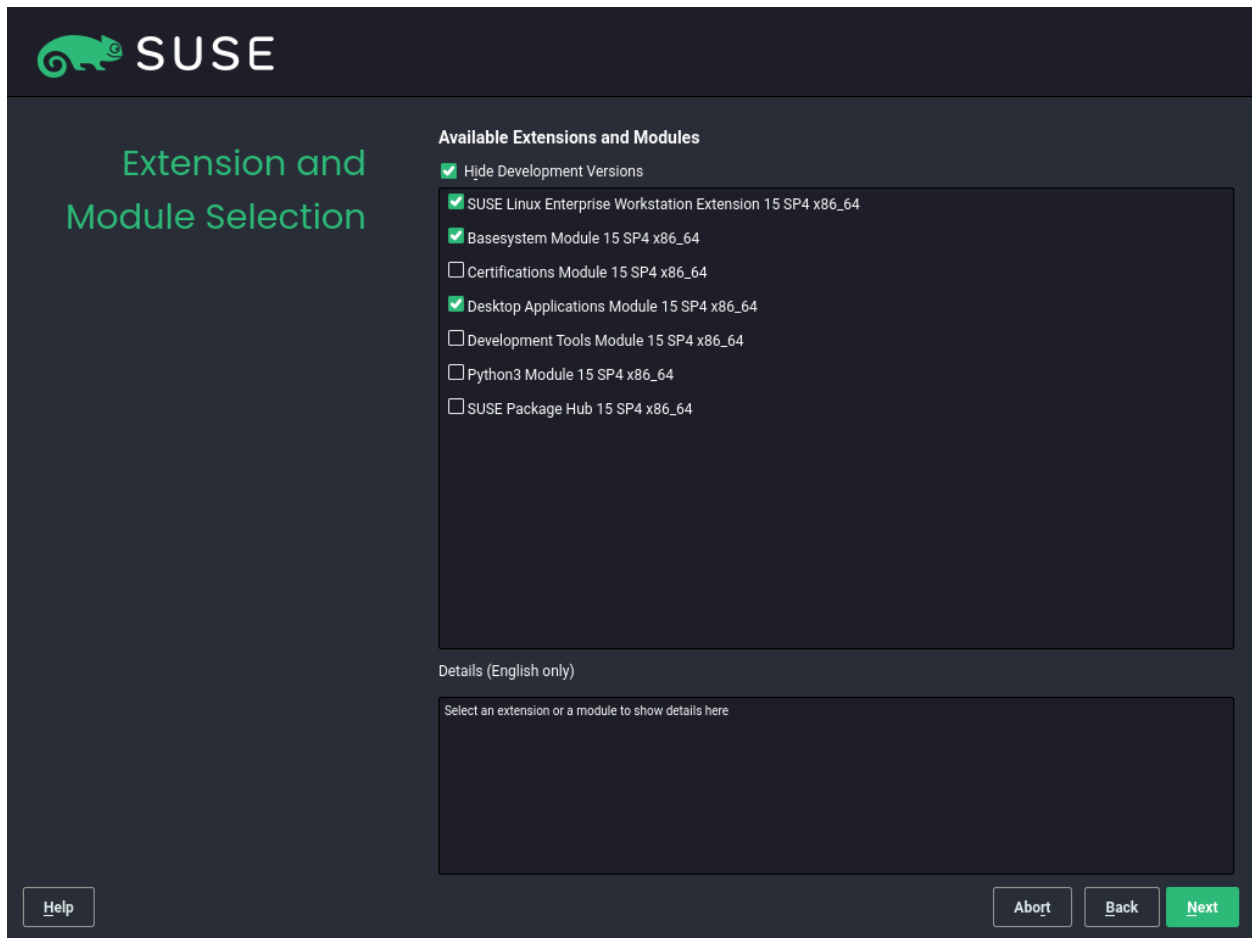 SUSE
Extension and
Module Selection
Available Extensions and Modules
Hide Development Versions
SUSE Linux Enterprise Workstation Extension 15 SP4 x86_64
Basesystem Module 15 SP4 x86_64
Certifications Module 15 SP4 x86_64
Desktop Applications Module 15 SP4 x86_64
Development Tools Module 15 SP4 x86_64
Python3 Module 15 SP4 x86_64
SUSE Package Hub 15 SP4 x86_64
Details (English only)
Select an extension or a module to show details here
Help
Abort
Back
Next